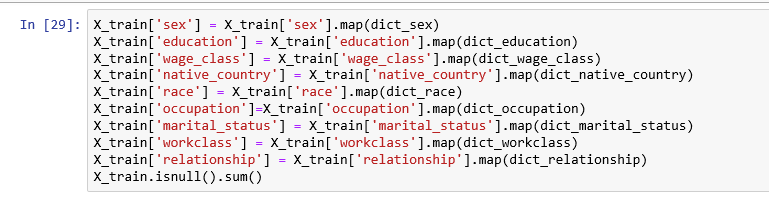 In [29]: X_train['sex'] = X_train['sex'].map(dict_sex)
X_train['education'] = X_train['education'].map(dict_education)
X_train['wage_class'] = X_train['wage_class'].map(dict_wage_class)
X_train['native_country'] = X_train['native_country'].map(dict_native_country)
X_train['race'] = X_train['race'].map(dict_race)
X_train['occupation']=X_train['occupation'].map(dict_occupation)
X_train['marital_status'] = X_train['marital_status'].map(dict_marital_status)
X_train['workclass'] = X_train['workclass'].map(dict_workclass)
X_train['relationship'] = X_train['relationship'].map(dict_relationship)
X_train.isnull().sum()